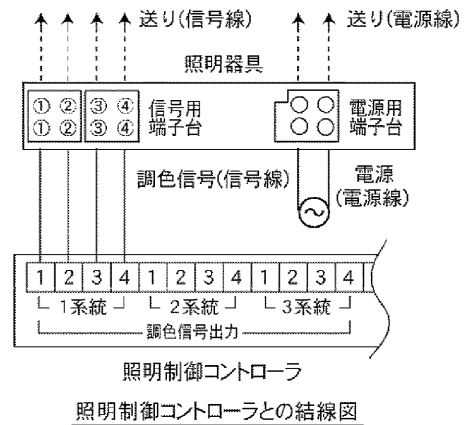 送り(信号線) 送り(電源線)
照明器具
① ② ③ ④ 信号用 電源用
① ② ③ ④ 端子台 端子台
調色信号(信号線) 電源
(電源線)
1 2 3 4 1 2 3 4 1 2 3 4
1系統 2系統 3系統
調色信号出力
照明制御コントローラ
照明制御コントローラとの結線図